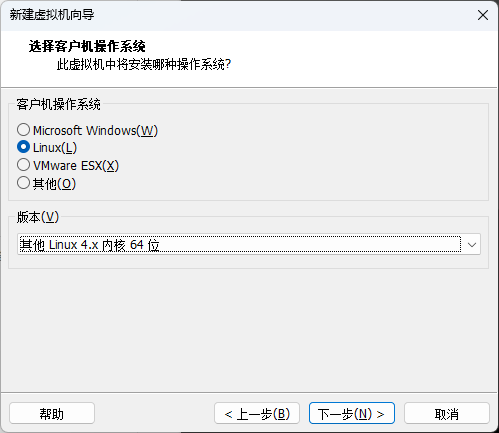 新建虚拟机向导
选择客户机操作系统
此虚拟机中将安装哪种操作系统?
客户机操作系统
Microsoft Windows(W)
Linux(L)
VMware ESX(X)
其他(O)
版本(V)
其他 Linux 4.x 内核 64 位
帮助
< 上一步(B)
下一步(N) >
取消